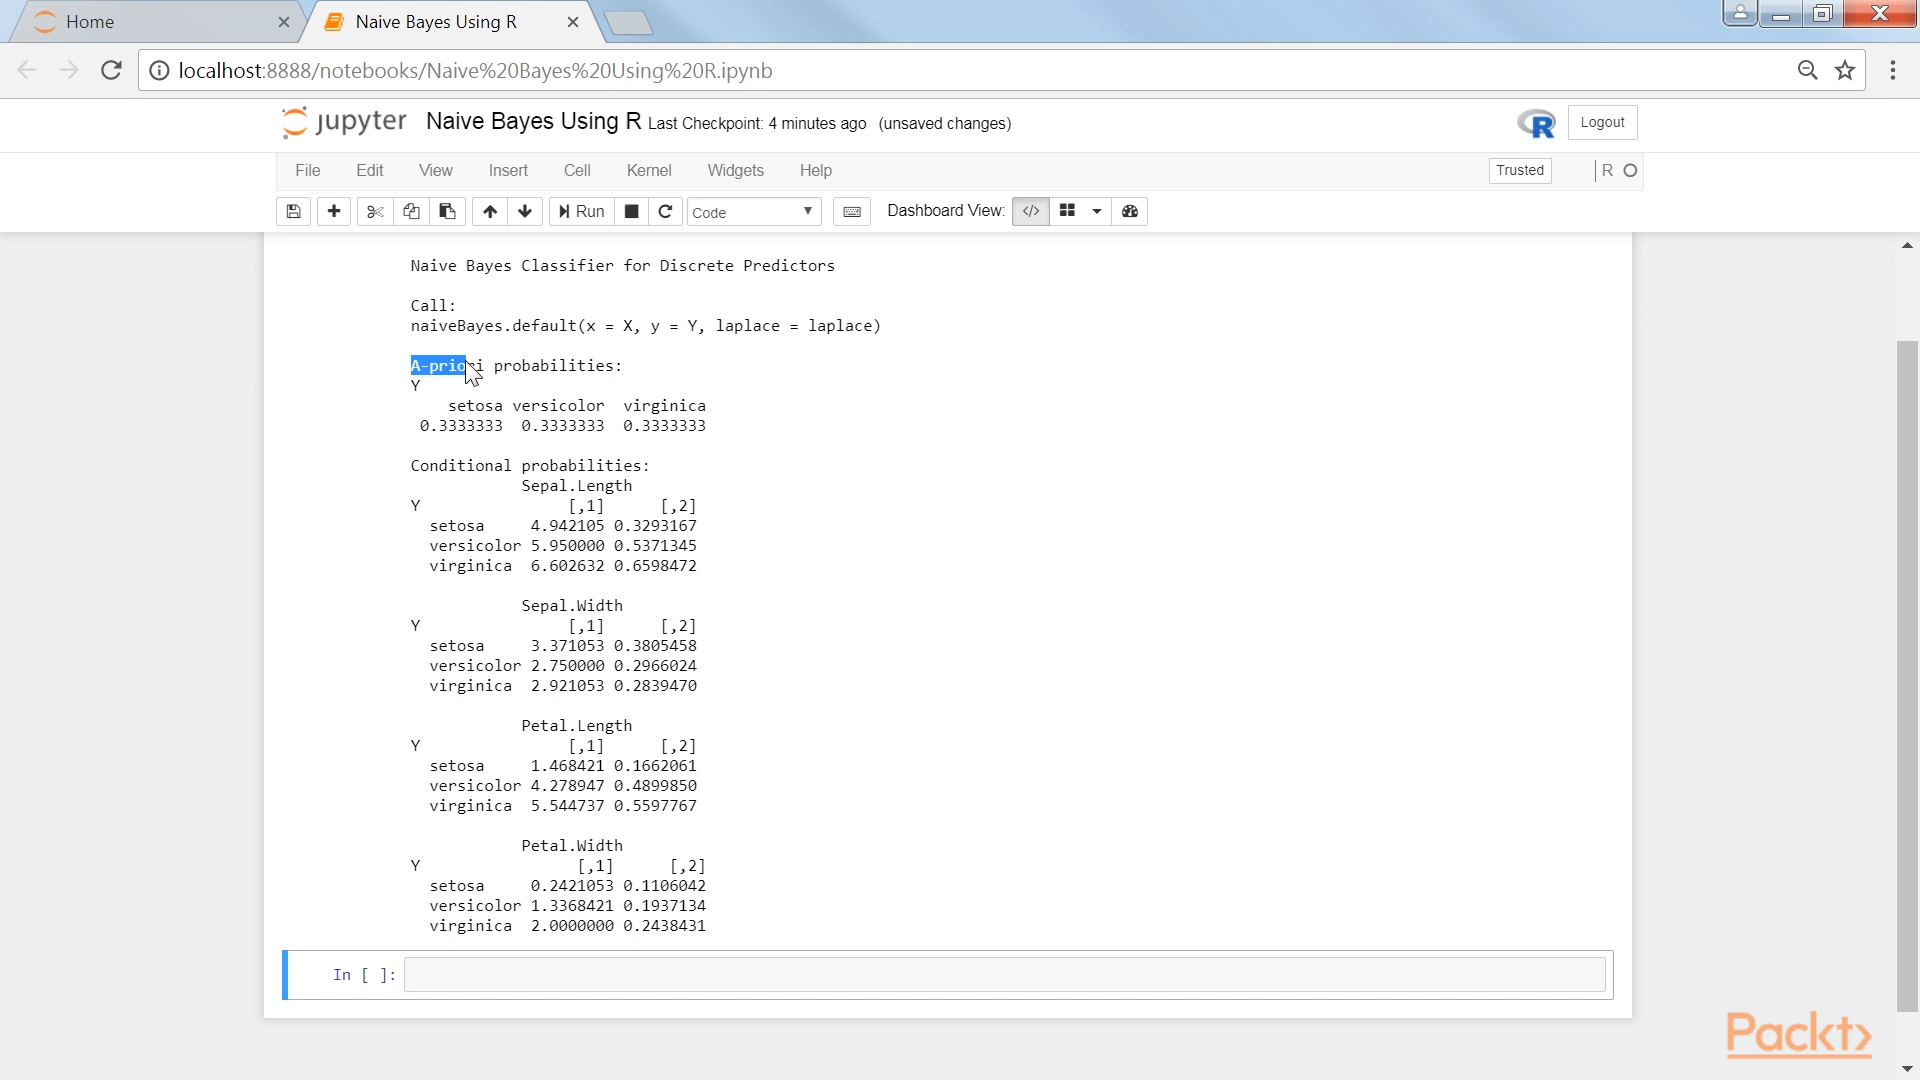 Home
Naive Bayes Using R
localhost:8888/notebooks/Naive%20Bayes%20Using%20R.ipynb
jupyter Naive Bayes Using R Last Checkpoint: 4 minutes ago (unsaved changes)
R
Logout
File Edit View Insert Cell Kernel Widgets Help
Trusted
R
Run
Code
Dashboard View:
Naive Bayes Classifier for Discrete Predictors
Call:
naiveBayes.default(x = X, y = Y, laplace = laplace)
A-priori probabilities:
Y
setosa versicolor virginica
0.3333333 0.3333333 0.3333333
Conditional probabilities:
Sepal.Length
Y [,1] [,2]
setosa 4.942105 0.3293167
versicolor 5.950000 0.5371345
virginica 6.602632 0.6598472
Sepal.Width
Y [,1] [,2]
setosa 3.371053 0.3805458
versicolor 2.750000 0.2966024
virginica 2.921053 0.2839470
Petal.Length
Y [,1] [,2]
setosa 1.468421 0.1662061
versicolor 4.278947 0.4899850
virginica 5.544737 0.5597767
Petal.Width
Y [,1] [,2]
setosa 0.2421053 0.1106042
versicolor 1.3368421 0.1937134
virginica 2.0000000 0.2438431
In [ ]:
Packt>